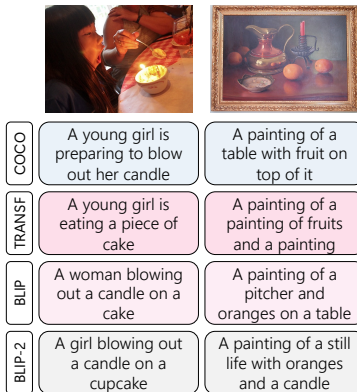 COCO
A young girl is
preparing to blow
out her candle
A painting of a
table with fruit on
top of it
TRANSF
A young girl is
eating a piece of
cake
A painting of a
painting of fruits
and a painting
BLIP
A woman blowing
out a candle on a
cake
A painting of a
pitcher and
oranges on a table
BLIP-2
A girl blowing out
a candle on a
cupcake
A painting of a still
life with oranges
and a candle